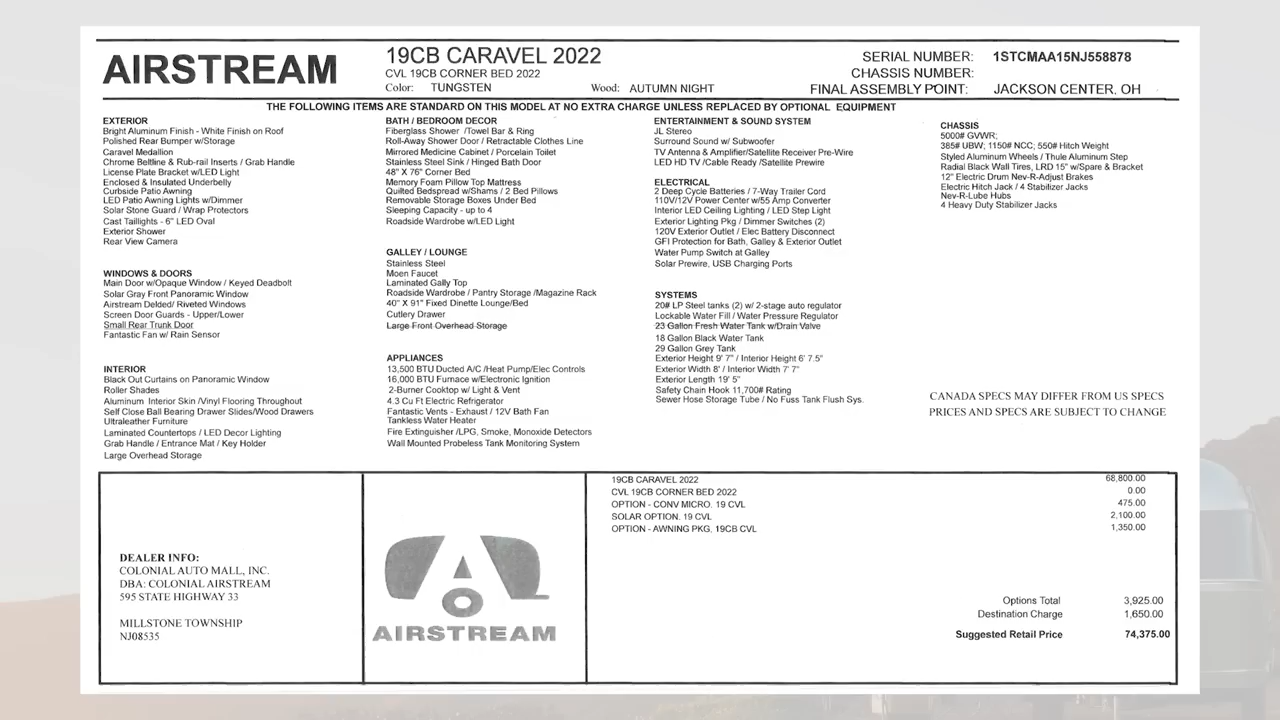 AIRSTREAM
19CB CARAVEL 2022
CVL 19CB CORNER BED 2022
Color: TUNGSTEN Wood: AUTUMN NIGHT
SERIAL NUMBER: 1STCMAA15NJ558878
CHASSIS NUMBER:
FINAL ASSEMBLY POINT: JACKSON CENTER, OH
THE FOLLOWING ITEMS ARE STANDARD ON THIS MODEL AT NO EXTRA CHARGE UNLESS REPLACED BY OPTIONAL EQUIPMENT
EXTERIOR
Bright Aluminum Finish - White Finish on Roof
Polished Rear Bumper w/Storage
Caravel Medallion
Chrome Beltline & Rub-rail Inserts / Grab Handle
License Plate Bracket w/LED Light
Enclosed & Insulated Underbelly
Curbside Patio Awning
LED Patio Awning Lights w/Dimmer
Solar Stone Guard / Wrap Protectors
Cast Taillights - 6" LED Oval
Exterior Shower
Rear View Camera
WINDOWS & DOORS
Main Door w/Opaque Window / Keyed Deadbolt
Solar Gray Front Panoramic Window
Airstream Delded/ Riveted Windows
Screen Door Guards - Upper/Lower
Small Rear Trunk Door
Fantastic Fan w/ Rain Sensor
INTERIOR
Black Out Curtains on Panoramic Window
Roller Shades
Aluminum Interior Skin /Vinyl Flooring Throughout
Self Close Ball Bearing Drawer Slides/Wood Drawers
Ultraleather Furniture
Laminated Countertops / LED Decor Lighting
Grab Handle / Entrance Mat / Key Holder
Large Overhead Storage
BATH / BEDROOM DECOR
Fiberglass Shower /Towel Bar & Ring
Roll-Away Shower Door / Retractable Clothes Line
Mirrored Medicine Cabinet / Porcelain Toilet
Stainless Steel Sink / Hinged Bath Door
48" X 76" Corner Bed
Memory Foam Pillow Top Mattress
Quilted Bedspread w/Shams / 2 Bed Pillows
Removable Storage Boxes Under Bed
Sleeping Capacity - up to 4
Roadside Wardrobe w/LED Light
GALLEY / LOUNGE
Stainless Steel
Moen Faucet
Laminated Gally Top
Roadside Wardrobe / Pantry Storage /Magazine Rack
40" X 91" Fixed Dinette Lounge/Bed
Cutlery Drawer
Large Front Overhead Storage
APPLIANCES
13,500 BTU Ducted A/C /Heat Pump/Elec Controls
16,000 BTU Furnace w/Electronic Ignition
2-Burner Cooktop w/ Light & Vent
4.3 Cu Ft Electric Refrigerator
Fantastic Vents - Exhaust / 12V Bath Fan
Tankless Water Heater
Fire Extinguisher /LPG, Smoke, Monoxide Detectors
Wall Mounted Probeless Tank Monitoring System
ENTERTAINMENT & SOUND SYSTEM
JL Stereo
Surround Sound w/ Subwoofer
TV Antenna & Amplifier/Satellite Receiver Pre-Wire
LED HD TV /Cable Ready /Satellite Prewire
ELECTRICAL
2 Deep Cycle Batteries / 7-Way Trailer Cord
110V/12V Power Center w/55 Amp Converter
Interior LED Ceiling Lighting / LED Step Light
Exterior Lighting Pkg / Dimmer Switches (2)
120V Exterior Outlet / Elec Battery Disconnect
GFI Protection for Bath, Galley & Exterior Outlet
Water Pump Switch at Galley
Solar Prewire, USB Charging Ports
SYSTEMS
20# LP Steel tanks (2) w/ 2-stage auto regulator
Lockable Water Fill / Water Pressure Regulator
23 Gallon Fresh Water Tank w/Drain Valve
18 Gallon Black Water Tank
29 Gallon Grey Tank
Exterior Height 9' 7" / Interior Height 6' 7.5"
Exterior Width 8' / Interior Width 7' 7"
Exterior Length 19' 5"
Safety Chain Hook 11,700# Rating
Sewer Hose Storage Tube / No Fuss Tank Flush Sys.
CHASSIS
5000# GVWR;
385# UBW; 1150# NCC; 550# Hitch Weight
Styled Aluminum Wheels / Thule Aluminum Step
Radial Black Wall Tires, LRD 15" w/Spare & Bracket
12" Electric Drum Nev-R-Adjust Brakes
Electric Hitch Jack / 4 Stabilizer Jacks
Nev-R-Lube Hubs
4 Heavy Duty Stabilizer Jacks
CANADA SPECS MAY DIFFER FROM US SPECS
PRICES AND SPECS ARE SUBJECT TO CHANGE
DEALER INFO:
COLONIAL AUTO MALL, INC.
DBA: COLONIAL AIRSTREAM
595 STATE HIGHWAY 33
MILLSTONE TOWNSHIP
NJ08535
AIRSTREAM
19CB CARAVEL 2022 68,800.00
CVL 19CB CORNER BED 2022 0.00
OPTION - CONV MICRO. 19 CVL 475.00
SOLAR OPTION. 19 CVL 2,100.00
OPTION - AWNING PKG. 19CB CVL 1,350.00
Options Total 3,925.00
Destination Charge 1,650.00
Suggested Retail Price 74,375.00